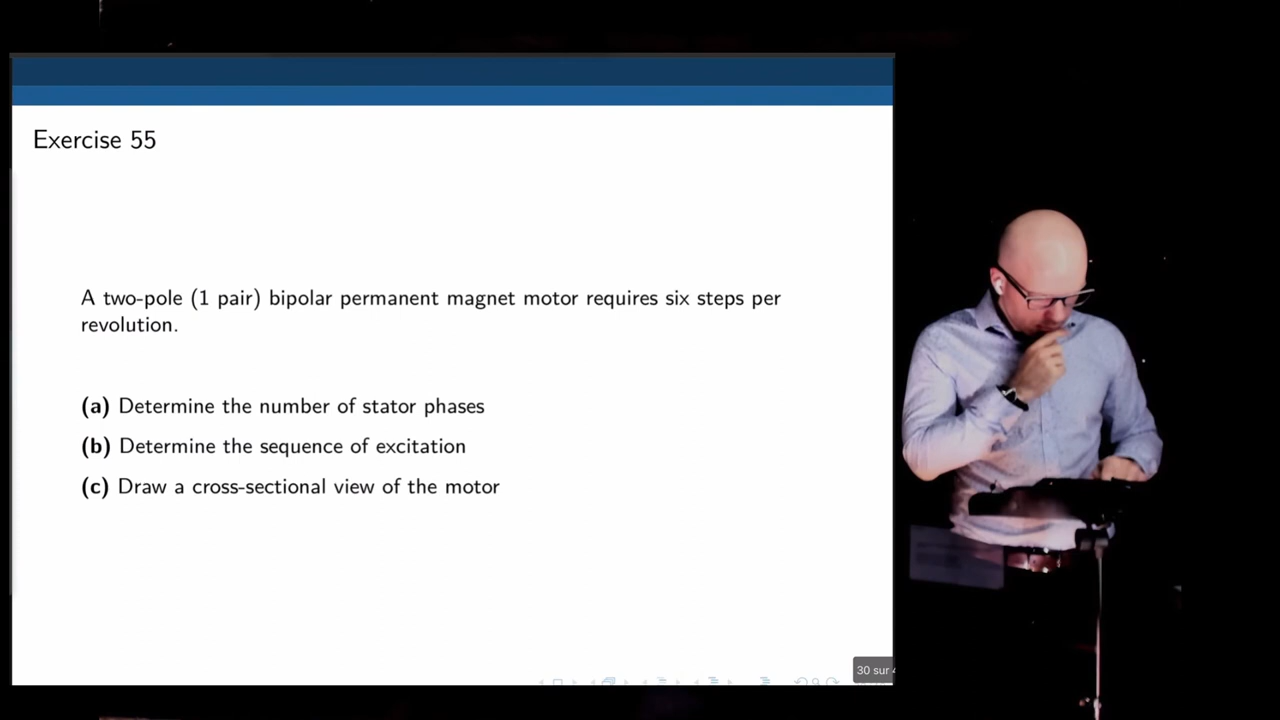 Exercise 55
A two-pole (1 pair) bipolar permanent magnet motor requires six steps per
revolution.
(a) Determine the number of stator phases
(b) Determine the sequence of excitation
(c) Draw a cross-sectional view of the motor
30 sur